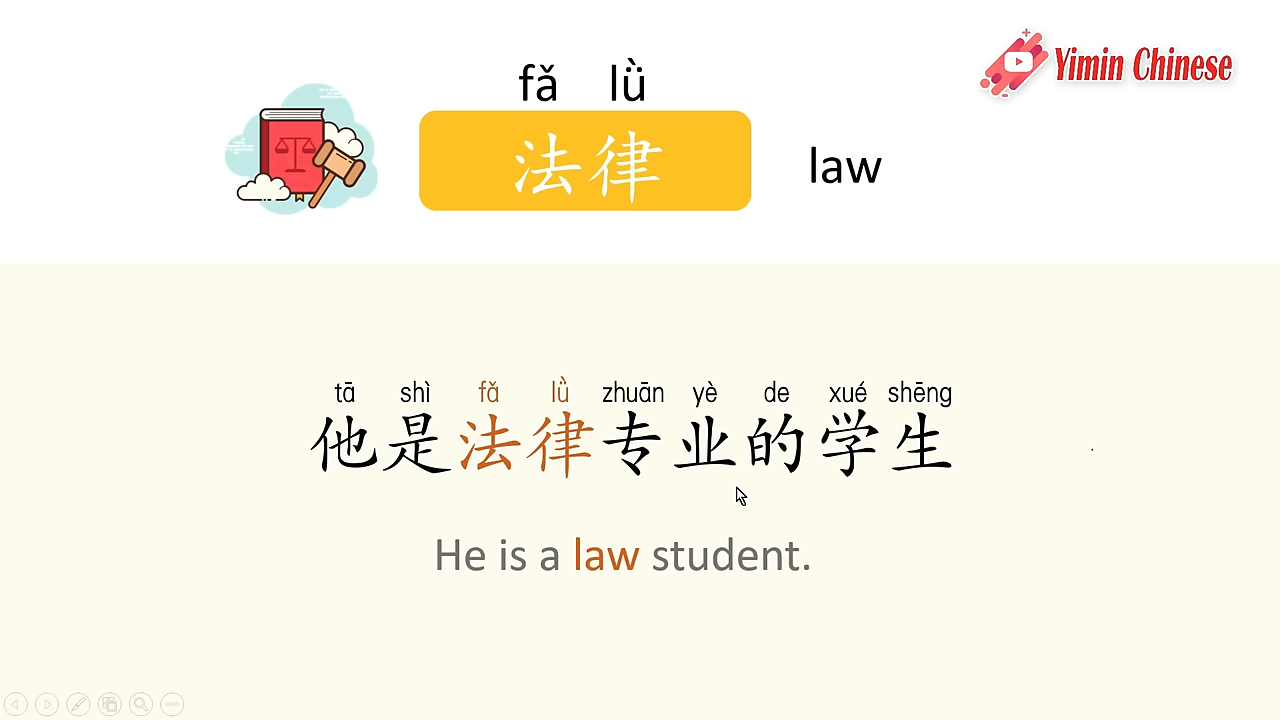 Yimin Chinese
fǎ lǜ
法律
law
tā shì fǎ lǜ zhuān yè de xué shēng
他是法律专业的学生
He is a law student.